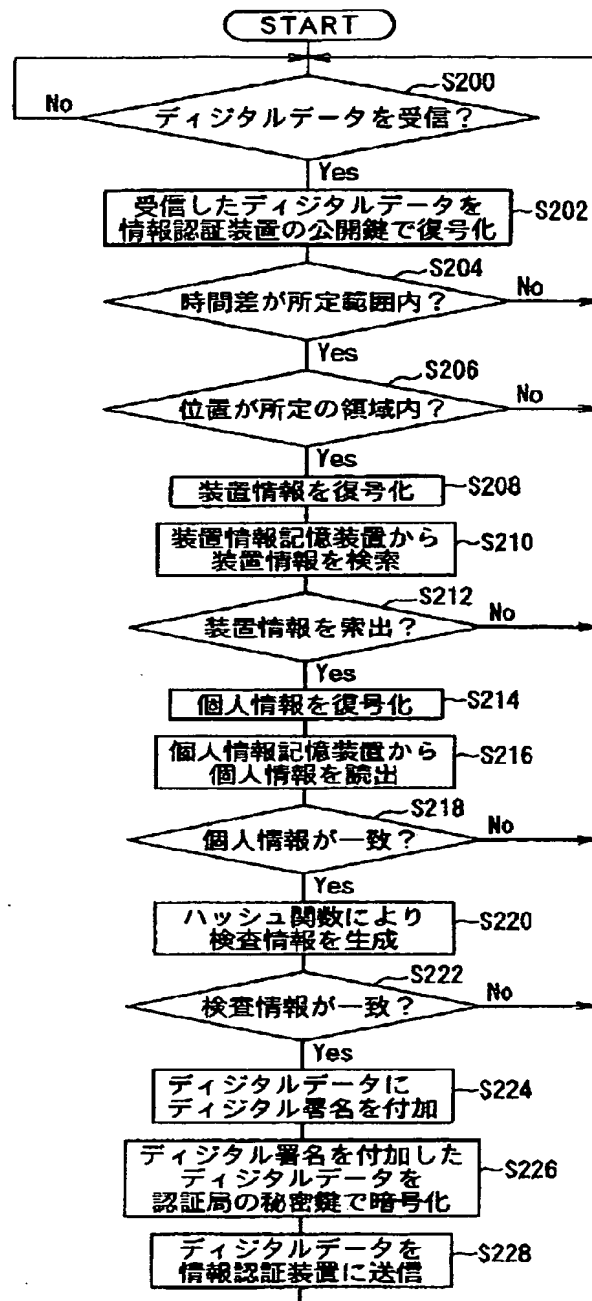 START
S200
No
ディジタルデータを受信？
Yes
受信したディジタルデータを
情報認証装置の公開鍵で復号化
S202
S204
時間差が所定範囲内？
No
Yes
S206
位置が所定の領域内？
No
Yes
装置情報を復号化
S208
装置情報記憶装置から
装置情報を検索
S210
S212
装置情報を索出？
No
Yes
個人情報を復号化
S214
個人情報記憶装置から
個人情報を読出
S216
S218
個人情報が一致？
No
Yes
ハッシュ関数により
検査情報を生成
S220
S222
検査情報が一致？
No
Yes
ディジタルデータに
ディジタル署名を付加
S224
ディジタル署名を付加した
ディジタルデータを
認証局の秘密鍵で暗号化
S226
ディジタルデータを
情報認証装置に送信
S228